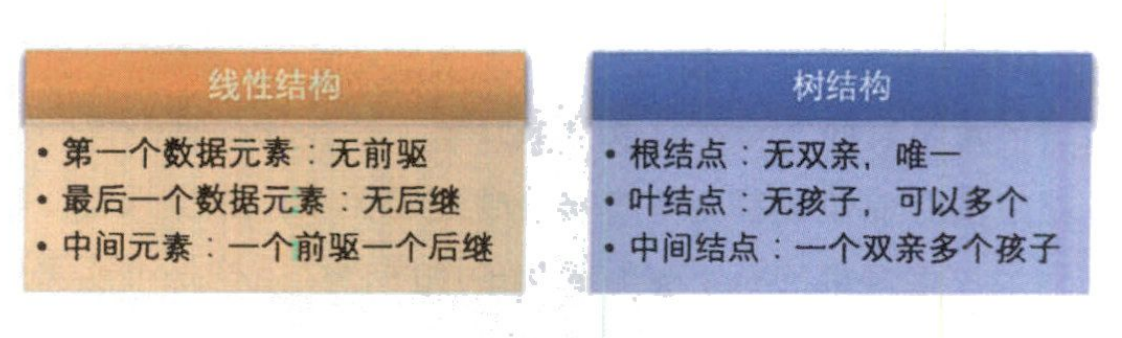 线性结构
• 第一个数据元素：无前驱
• 最后一个数据元素：无后继
• 中间元素：一个前驱一个后继
树结构
• 根结点：无双亲，唯一
• 叶结点：无孩子，可以多个
• 中间结点：一个双亲多个孩子